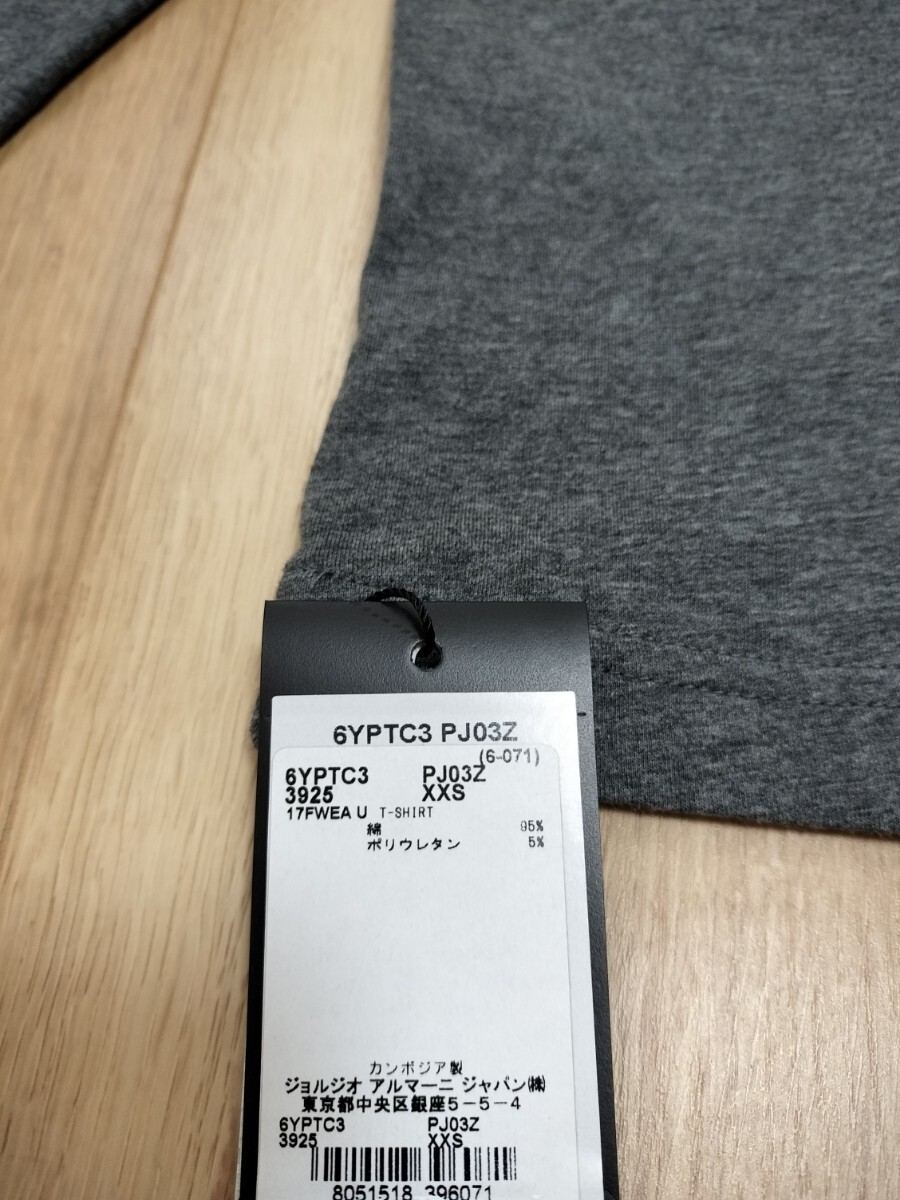 6YPTC3 PJ03Z
(6-071)
6YPTC3 PJ03Z
3925 XXS
17FWEA U T-SHIRT
綿 95%
ポリウレタン 5%
カンボジア製
ジョルジオ アルマーニ ジャパン㈱
東京都中央区銀座5-5-4
6YPTC3 PJ03Z
3925 XXS
8051518 396071